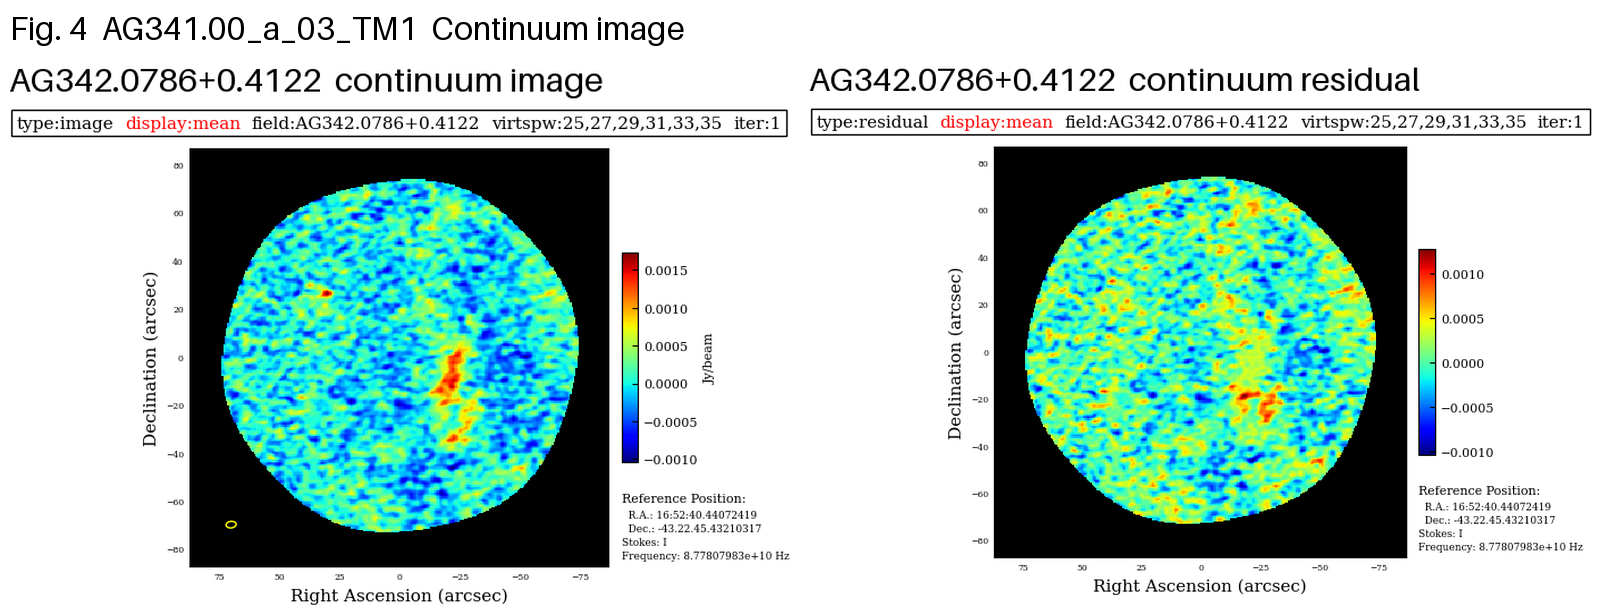 Fig. 4 AG341.00_a_03_TM1 Continuum image
AG342.0786+0.4122 continuum image
type:image display:mean field:AG342.0786+0.4122 virtspw:25,27,29,31,33,35 iter:1
80
60
40
20
0
−20
−40
−60
−80
Declination (arcsec)
75
50
25
0
−25
−50
−75
Right Ascension (arcsec)
0.0015
0.0010
0.0005
0.0000
−0.0005
−0.0010
Jy/beam
Reference Position:
R.A.: 16:52:40.44072419
Dec.: -43.22.45.43210317
Stokes: I
Frequency: 8.77807983e+10 Hz
AG342.0786+0.4122 continuum residual
type:residual display:mean field:AG342.0786+0.4122 virtspw:25,27,29,31,33,35 iter:1
80
60
40
20
0
−20
−40
−60
−80
Declination (arcsec)
75
50
25
0
−25
−50
−75
Right Ascension (arcsec)
0.0010
0.0005
0.0000
−0.0005
−0.0010
Reference Position:
R.A.: 16:52:40.44072419
Dec.: -43.22.45.43210317
Stokes: I
Frequency: 8.77807983e+10 Hz